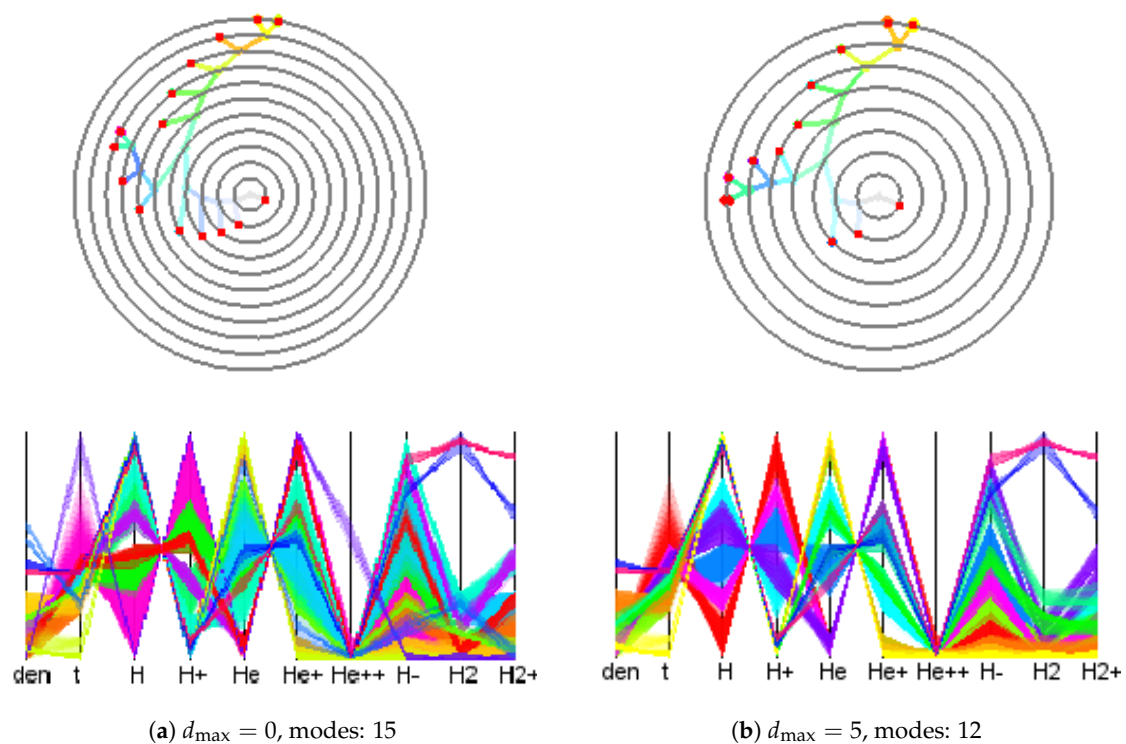 den t H H+ He He+ He++ H- H2 H2+
den t H H+ He He+ He++ H- H2 H2+
(a) dmax = 0, modes: 15
(b) dmax = 5, modes: 12